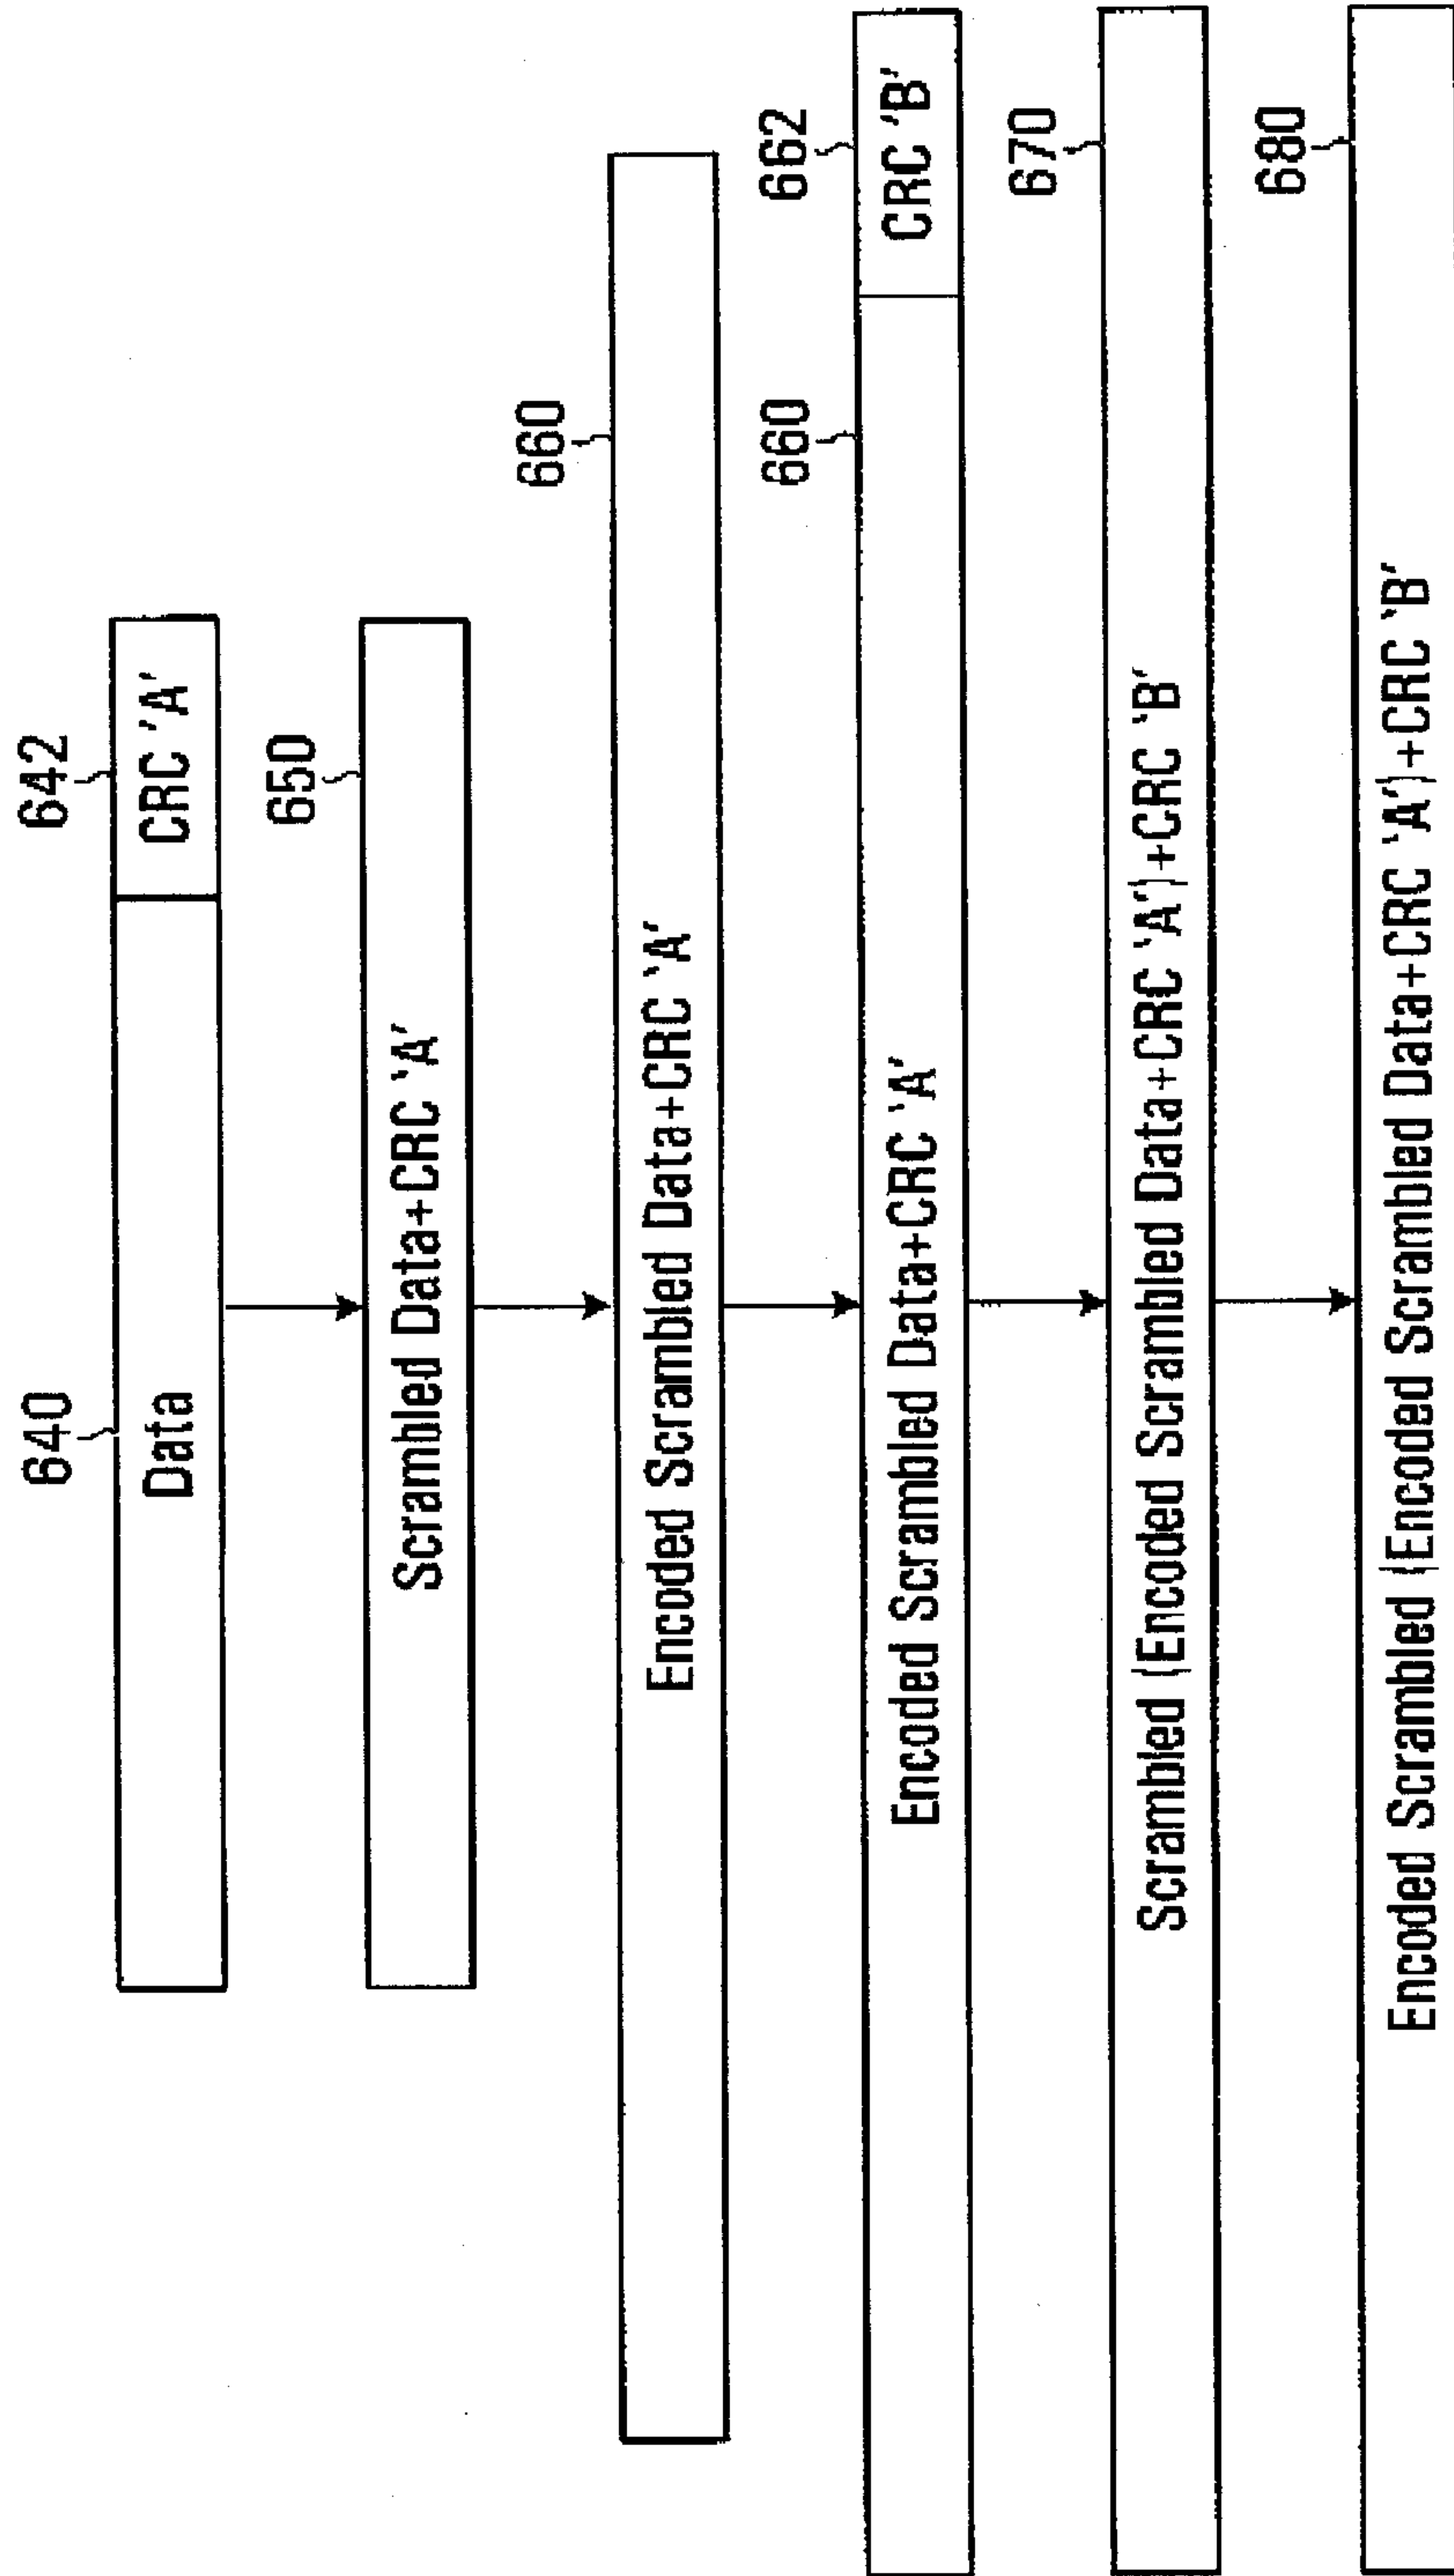 640
642
Data
CRC 'A'
650
Scrambled Data+CRC 'A'
660
Encoded Scrambled Data+CRC 'A'
660
662
Encoded Scrambled Data+CRC 'A'
CRC 'B'
670
Scrambled (Encoded Scrambled Data+CRC 'A')+CRC 'B'
680
Encoded Scrambled (Encoded Scrambled Data+CRC 'A')+CRC 'B'